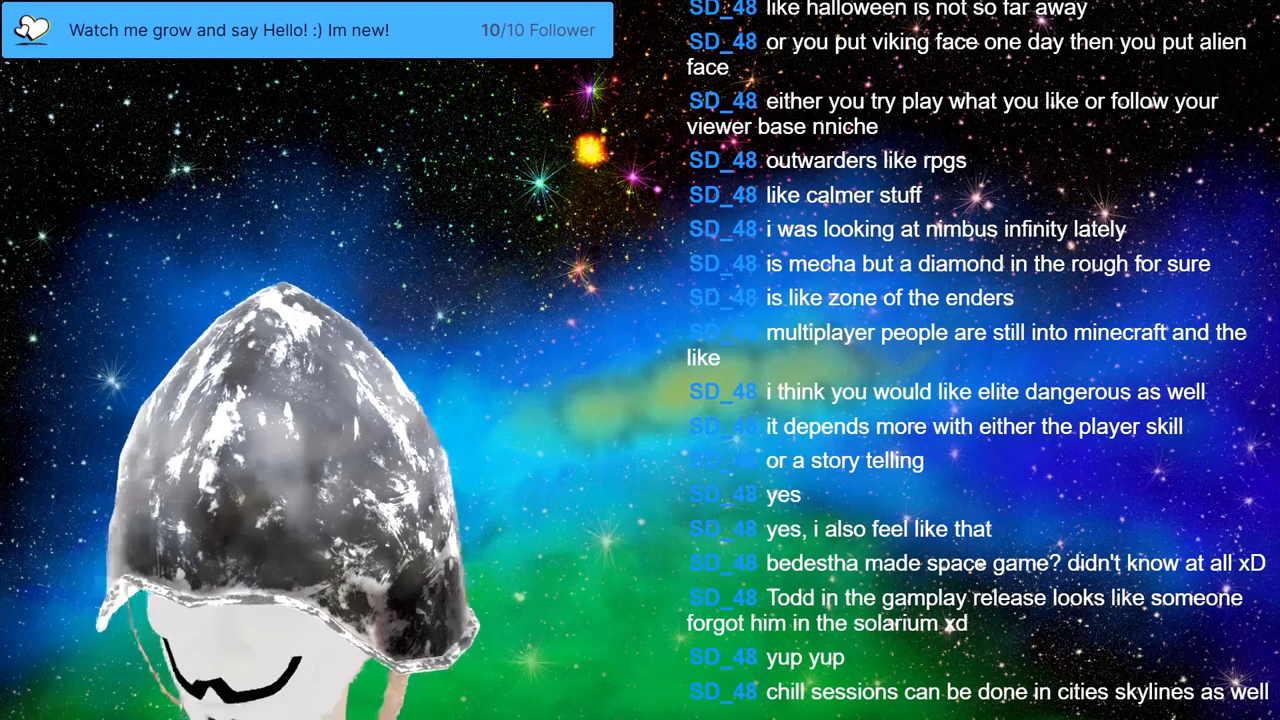 Watch me grow and say Hello! :) Im new! 10/10 Follower
SD_48 like halloween is not so far away
SD_48 or you put viking face one day then you put alien
face
SD_48 either you try play what you like or follow your
viewer base nniche
SD_48 outwarders like rpgs
SD_48 like calmer stuff
SD_48 i was looking at nimbus infinity lately
SD_48 is mecha but a diamond in the rough for sure
SD_48 is like zone of the enders
SD_48 multiplayer people are still into minecraft and the
like
SD_48 i think you would like elite dangerous as well
SD_48 it depends more with either the player skill
SD_48 or a story telling
SD_48 yes
SD_48 yes, i also feel like that
SD_48 bedestha made space game? didn't know at all xD
SD_48 Todd in the gamplay release looks like someone
forgot him in the solarium xd
SD_48 yup yup
SD_48 chill sessions can be done in cities skylines as well